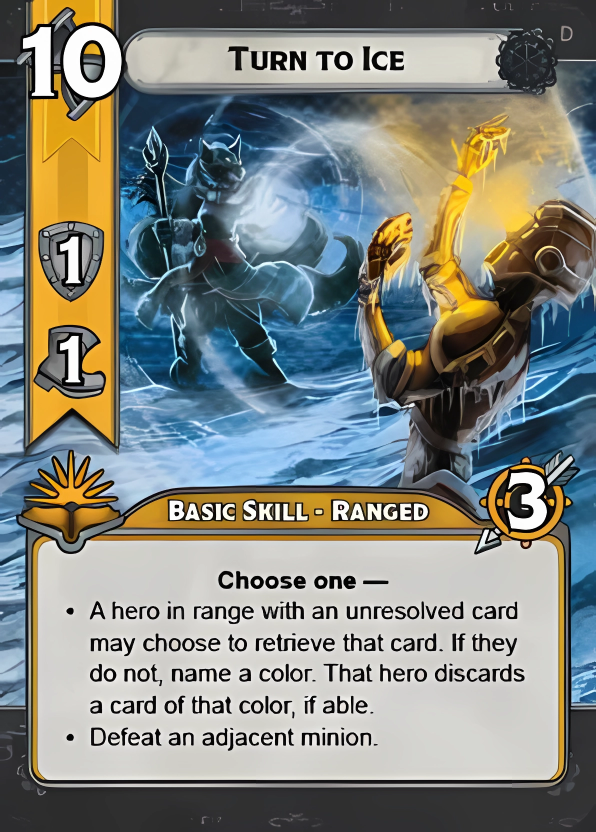 10
TURN TO ICE
D
1
1
BASIC SKILL - RANGED
3
Choose one —
• A hero in range with an unresolved card
may choose to retrieve that card. If they
do not, name a color. That hero discards
a card of that color, if able.
• Defeat an adjacent minion.